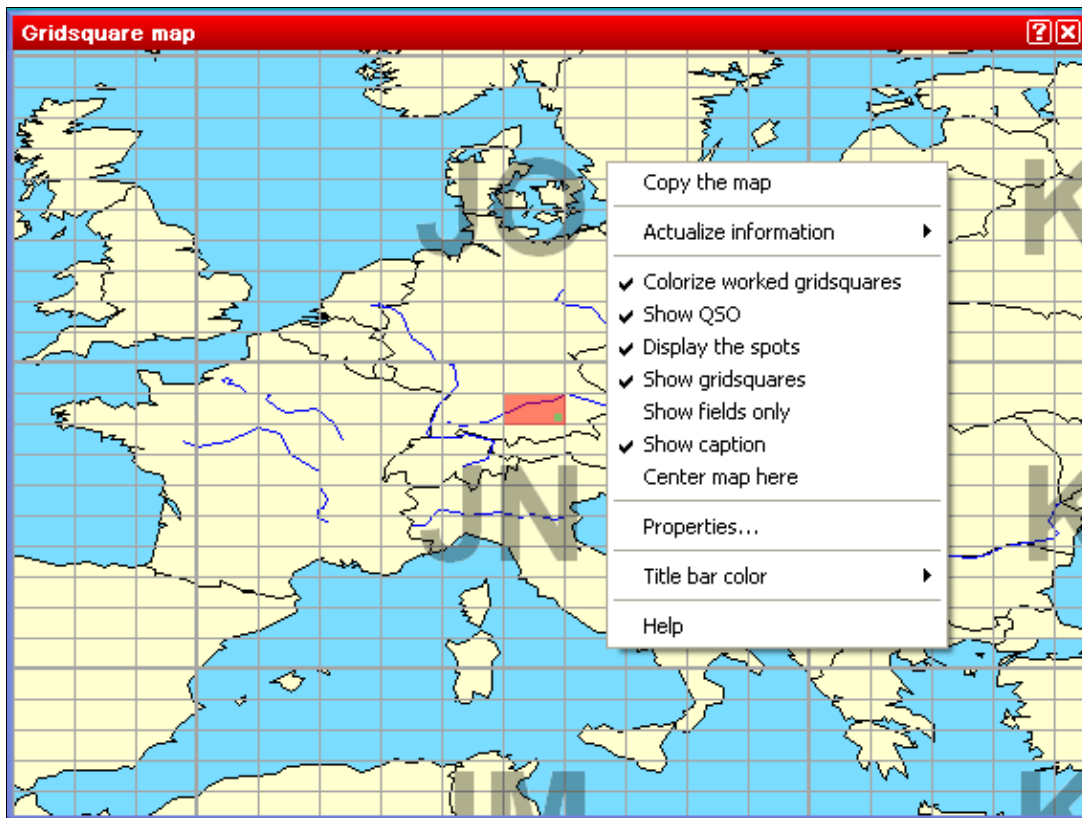 Gridsquare map
JO
K
Copy the map
Actualize information
Colorize worked gridsquares
Show QSO
Display the spots
Show gridsquares
Show fields only
Show caption
Center map here
JN
K
Properties...
Title bar color
Help
JM
K